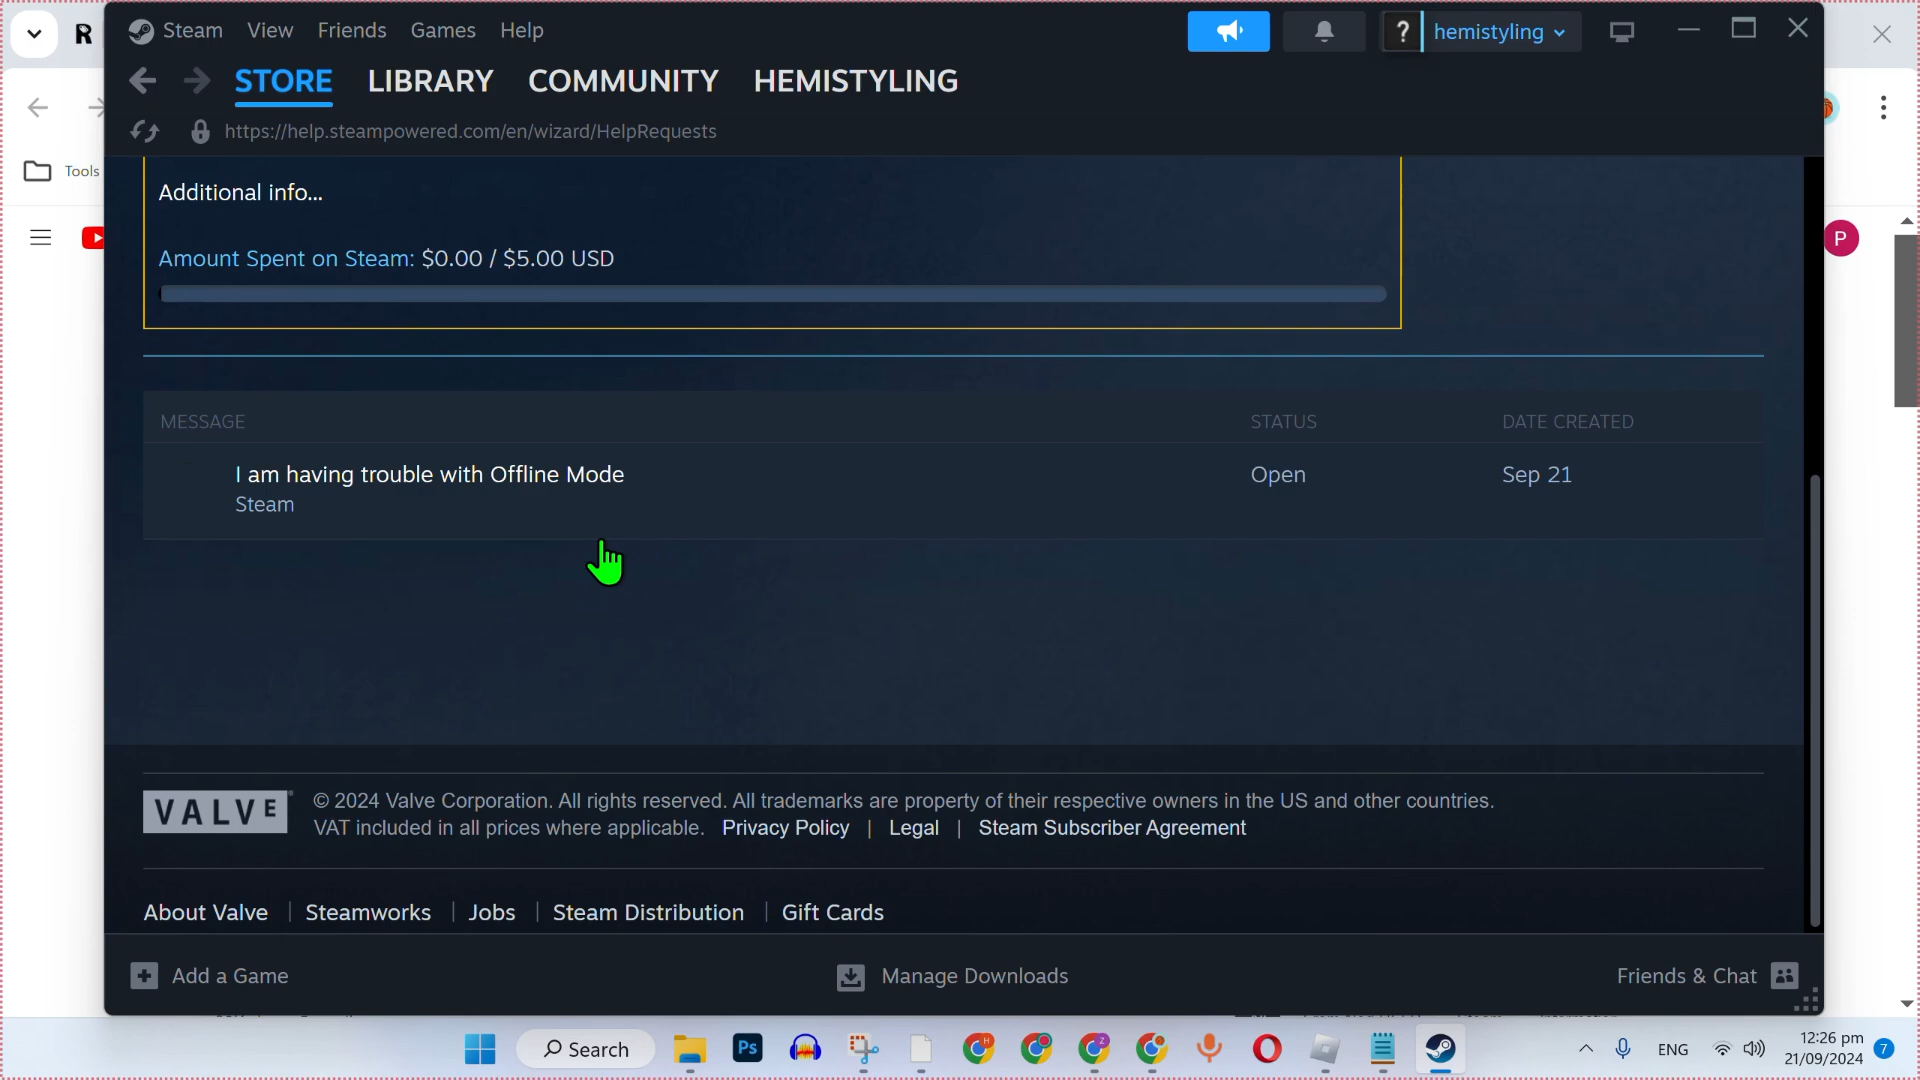 Steam View Friends Games Help
? hemistyling
STORE LIBRARY COMMUNITY HEMISTYLING
https://help.steampowered.com/en/wizard/HelpRequests
Tools
Additional info...
P
Amount Spent on Steam: $0.00 / $5.00 USD
MESSAGE STATUS DATE CREATED
I am having trouble with Offline Mode Open Sep 21
Steam
VALVE
© 2024 Valve Corporation. All rights reserved. All trademarks are property of their respective owners in the US and other countries.
VAT included in all prices where applicable. Privacy Policy | Legal | Steam Subscriber Agreement
About Valve | Steamworks | Jobs | Steam Distribution | Gift Cards
Add a Game Manage Downloads Friends & Chat
Ps
Search
ENG
12:26 pm
21/09/2024
7